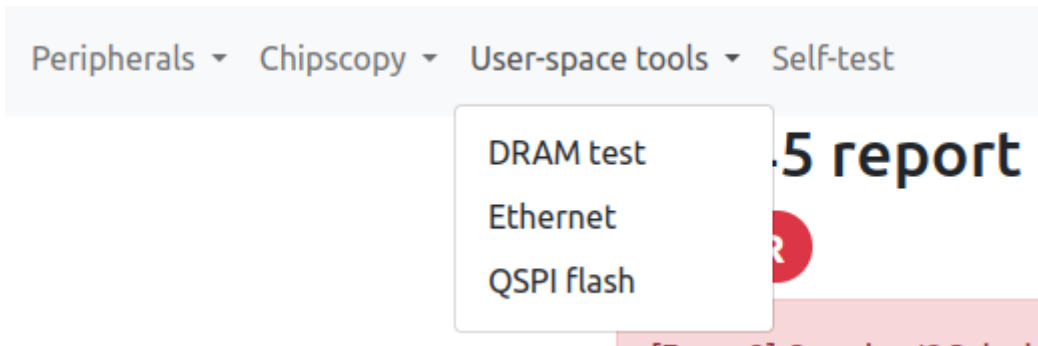 Peripherals Chipscopy User-space tools Self-test
DRAM test
5 report
Ethernet
R
QSPI flash